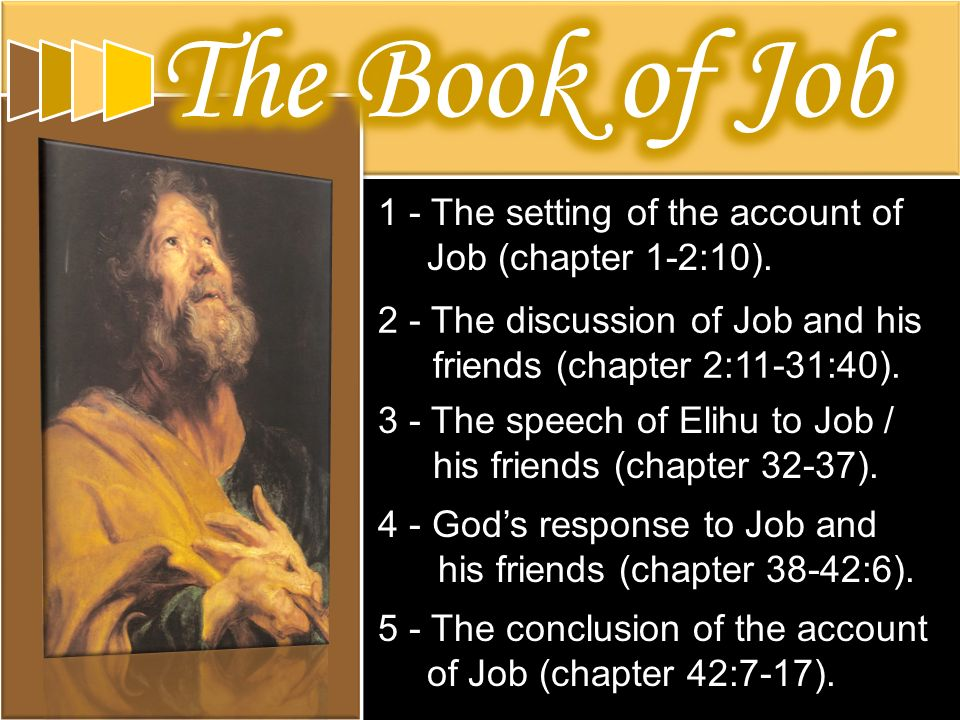 The Book of Job
1 - The setting of the account of
Job (chapter 1-2:10).
2 - The discussion of Job and his
friends (chapter 2:11-31:40).
3 - The speech of Elihu to Job /
his friends (chapter 32-37).
4 - God’s response to Job and
his friends (chapter 38-42:6).
5 - The conclusion of the account
of Job (chapter 42:7-17).